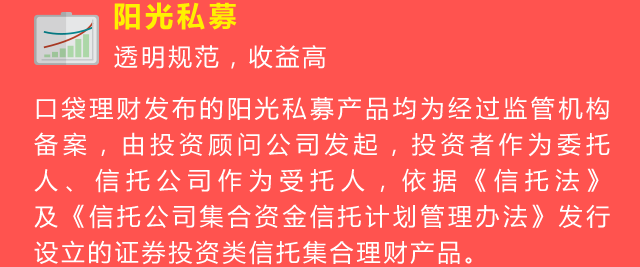 阳光私募
透明规范，收益高
口袋理财发布的阳光私募产品均为经过监管机构
备案，由投资顾问公司发起，投资者作为委托
人、信托公司作为受托人，依据《信托法》
及《信托公司集合资金信托计划管理办法》发行
设立的证券投资类信托集合理财产品。